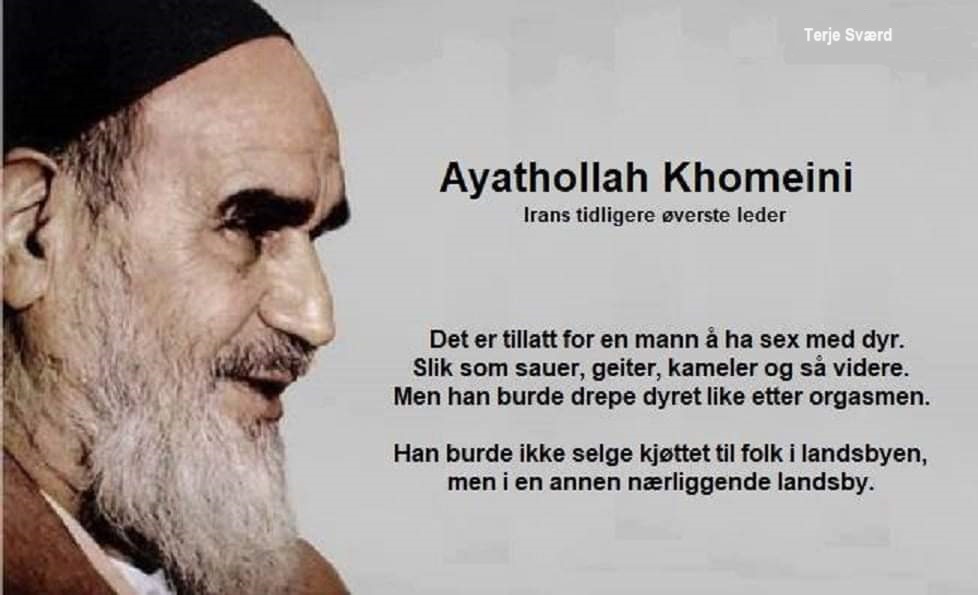 Terje Sværd
Ayathollah Khomeini
Irans tidligere øverste leder
Det er tillatt for en mann å ha sex med dyr.
Slik som sauer, geiter, kameler og så videre.
Men han burde drepe dyret like etter orgasmen.
Han burde ikke selge kjøttet til folk i landsbyen,
men i en annen nærliggende landsby.